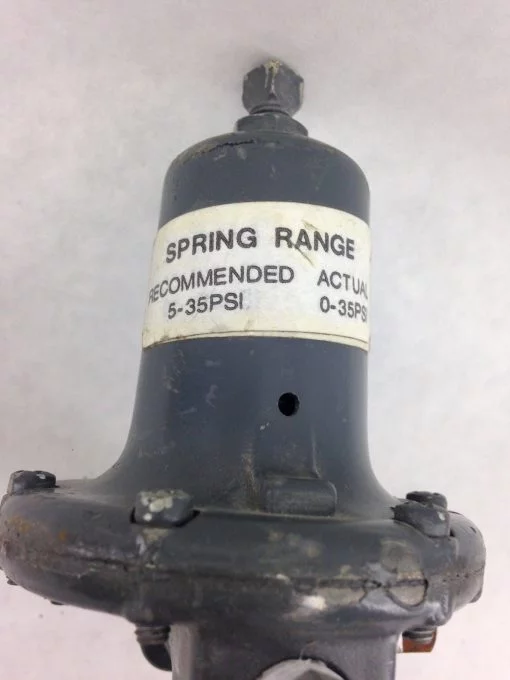 SPRING RANGE
RECOMMENDED ACTUAL
5-35PSI 0-35PSI